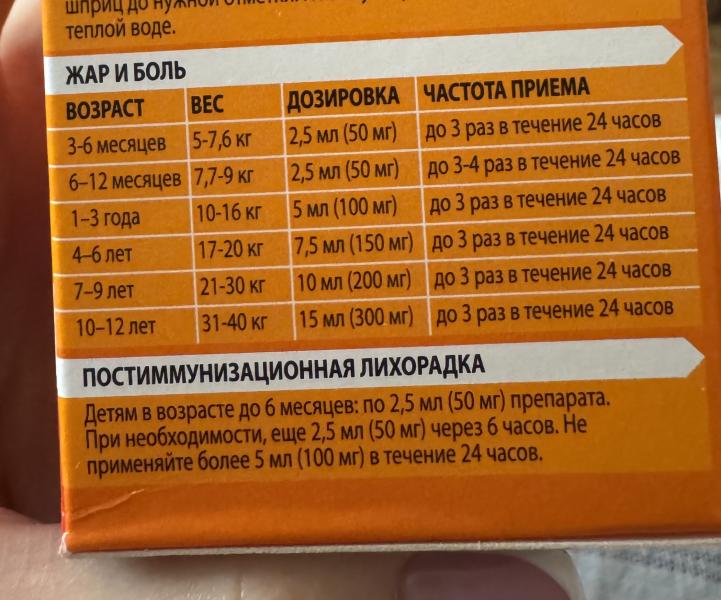 шприц до нужной отметки.
теплой воде.
ЖАР И БОЛЬ
ВОЗРАСТ ВЕС ДОЗИРОВКА ЧАСТОТА ПРИЕМА
3-6 месяцев 5-7,6 кг 2,5 мл (50 мг) до 3 раз в течение 24 часов
6–12 месяцев 7,7-9 кг 2,5 мл (50 мг) до 3-4 раз в течение 24 часов
1–3 года 10-16 кг 5 мл (100 мг) до 3 раз в течение 24 часов
4–6 лет 17-20 кг 7,5 мл (150 мг) до 3 раз в течение 24 часов
7–9 лет 21-30 кг 10 мл (200 мг) до 3 раз в течение 24 часов
10–12 лет 31-40 кг 15 мл (300 мг) до 3 раз в течение 24 часов
ПОСТИММУНИЗАЦИОННАЯ ЛИХОРАДКА
Детям в возрасте до 6 месяцев: по 2,5 мл (50 мг) препарата.
При необходимости, еще 2,5 мл (50 мг) через 6 часов. Не
применяйте более 5 мл (100 мг) в течение 24 часов.